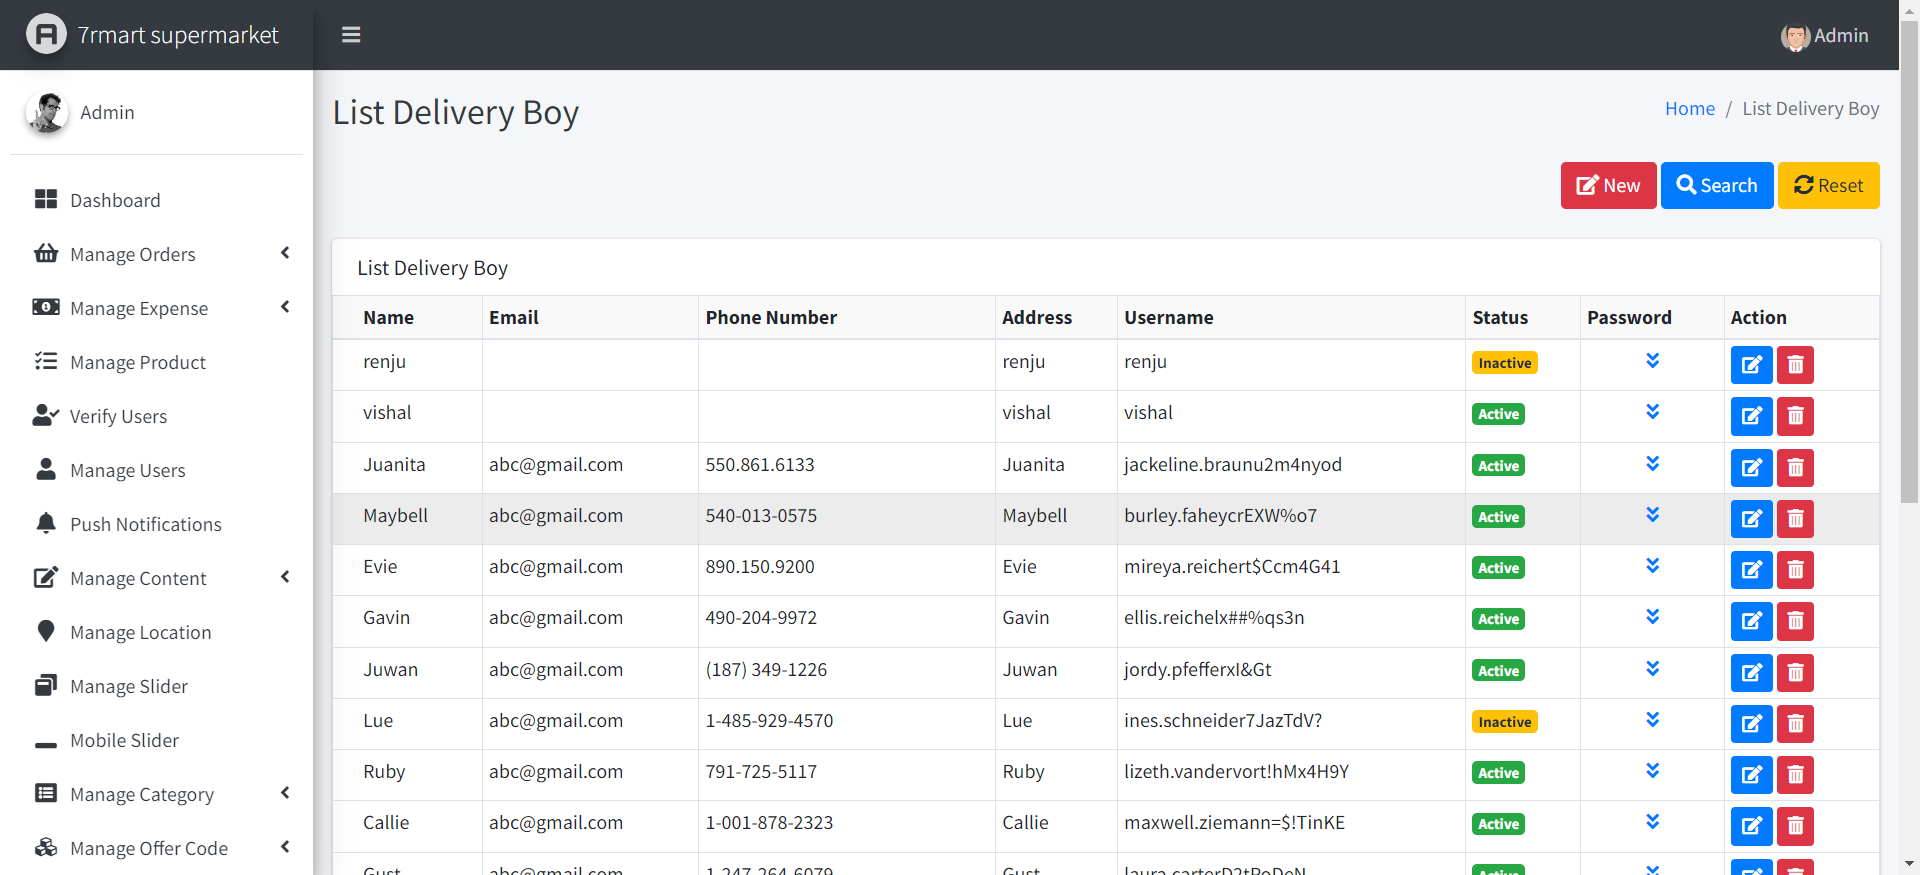 7rmart supermarket
Admin
Admin
Dashboard
Manage Orders
Manage Expense
Manage Product
Verify Users
Manage Users
Push Notifications
Manage Content
Manage Location
Manage Slider
Mobile Slider
Manage Category
Manage Offer Code
List Delivery Boy
Home / List Delivery Boy
New Search Reset
List Delivery Boy
Name Email Phone Number Address Username Status Password Action
renju renju renju Inactive
vishal vishal vishal Active
Juanita abc@gmail.com 550.861.6133 Juanita jackeline.braunu2m4nyod Active
Maybell abc@gmail.com 540-013-0575 Maybell burley.faheycrEXW%o7 Active
Evie abc@gmail.com 890.150.9200 Evie mireya.reichert$Ccm4G41 Active
Gavin abc@gmail.com 490-204-9972 Gavin ellis.reichelx##%qs3n Active
Juwan abc@gmail.com (187) 349-1226 Juwan jordy.pfefferxI&Gt Active
Lue abc@gmail.com 1-485-929-4570 Lue ines.schneider7JazTdV? Inactive
Ruby abc@gmail.com 791-725-5117 Ruby lizeth.vandervort!hMx4H9Y Active
Callie abc@gmail.com 1-001-878-2323 Callie maxwell.ziemann=$!TinKE Active
Gust abc@gmail.com 1-247-264-6079 Gust Active